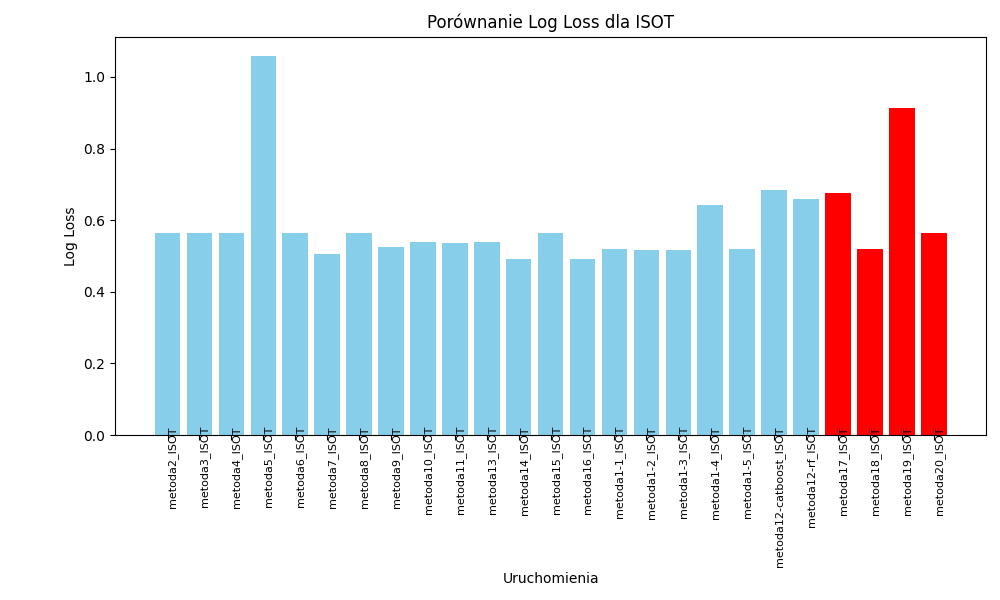 Porównanie Log Loss dla ISOT
Log Loss
1.0
0.8
0.6
0.4
0.2
0.0
metoda2_ISOT
metoda3_ISOT
metoda4_ISOT
metoda5_ISOT
metoda6_ISOT
metoda7_ISOT
metoda8_ISOT
metoda9_ISOT
metoda10_ISOT
metoda11_ISOT
metoda13_ISOT
metoda14_ISOT
metoda15_ISOT
metoda16_ISOT
metoda1-1_ISOT
metoda1-2_ISOT
metoda1-3_ISOT
metoda1-4_ISOT
metoda1-5_ISOT
metoda12-catboost_ISOT
metoda12-rf_ISOT
metoda17_ISOT
metoda18_ISOT
metoda19_ISOT
metoda20_ISOT
Uruchomienia